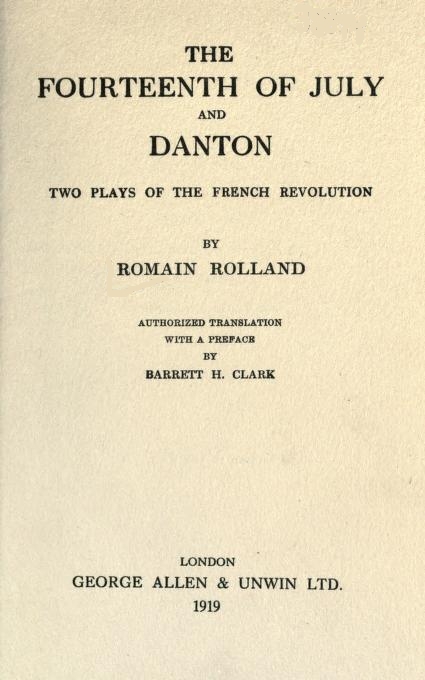 THE
FOURTEENTH OF JULY
AND
DANTON
TWO PLAYS OF THE FRENCH REVOLUTION
BY
ROMAIN ROLLAND
AUTHORIZED TRANSLATION
WITH A PREFACE
BY
BARRETT H. CLARK
LONDON
GEORGE ALLEN & UNWIN LTD.
1919